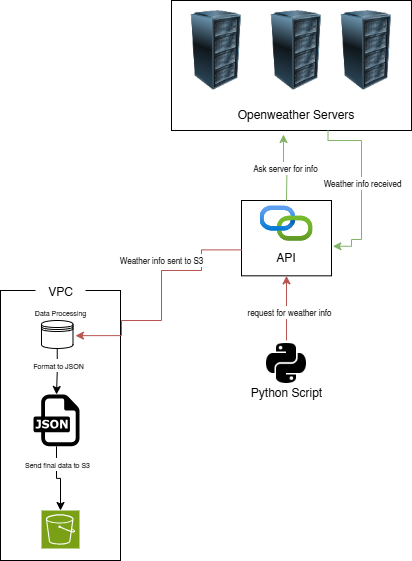 Openweather Servers
Ask server for info
Weather info received
API
Weather info sent to S3
VPC
Data Processing
request for weather info
Format to JSON
Python Script
JSON
Send final data to S3